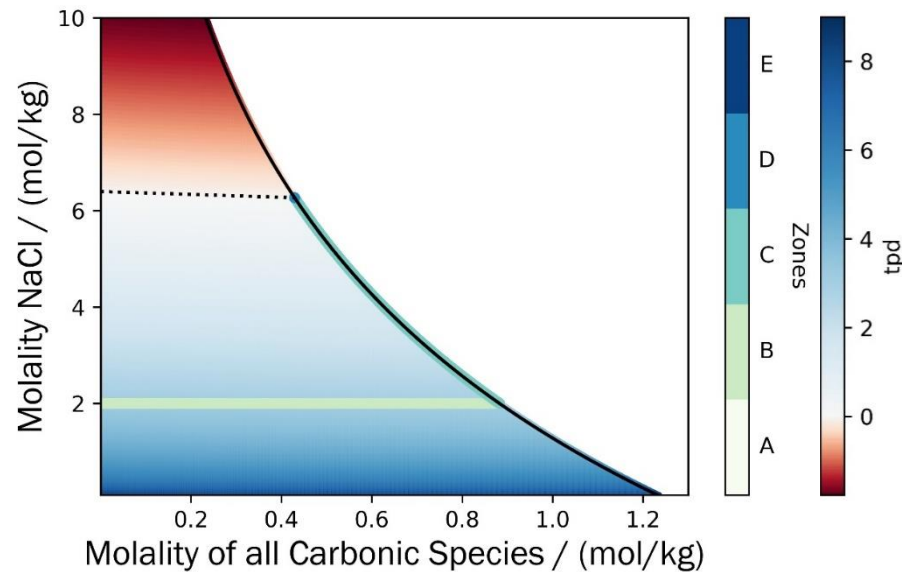 10
8
6
4
2
Molality NaCl / (mol/kg)
0.2
0.4
0.6
0.8
1.0
1.2
Molality of all Carbonic Species / (mol/kg)
E
D
C
B
A
Zones
8
6
4
2
0
tpd